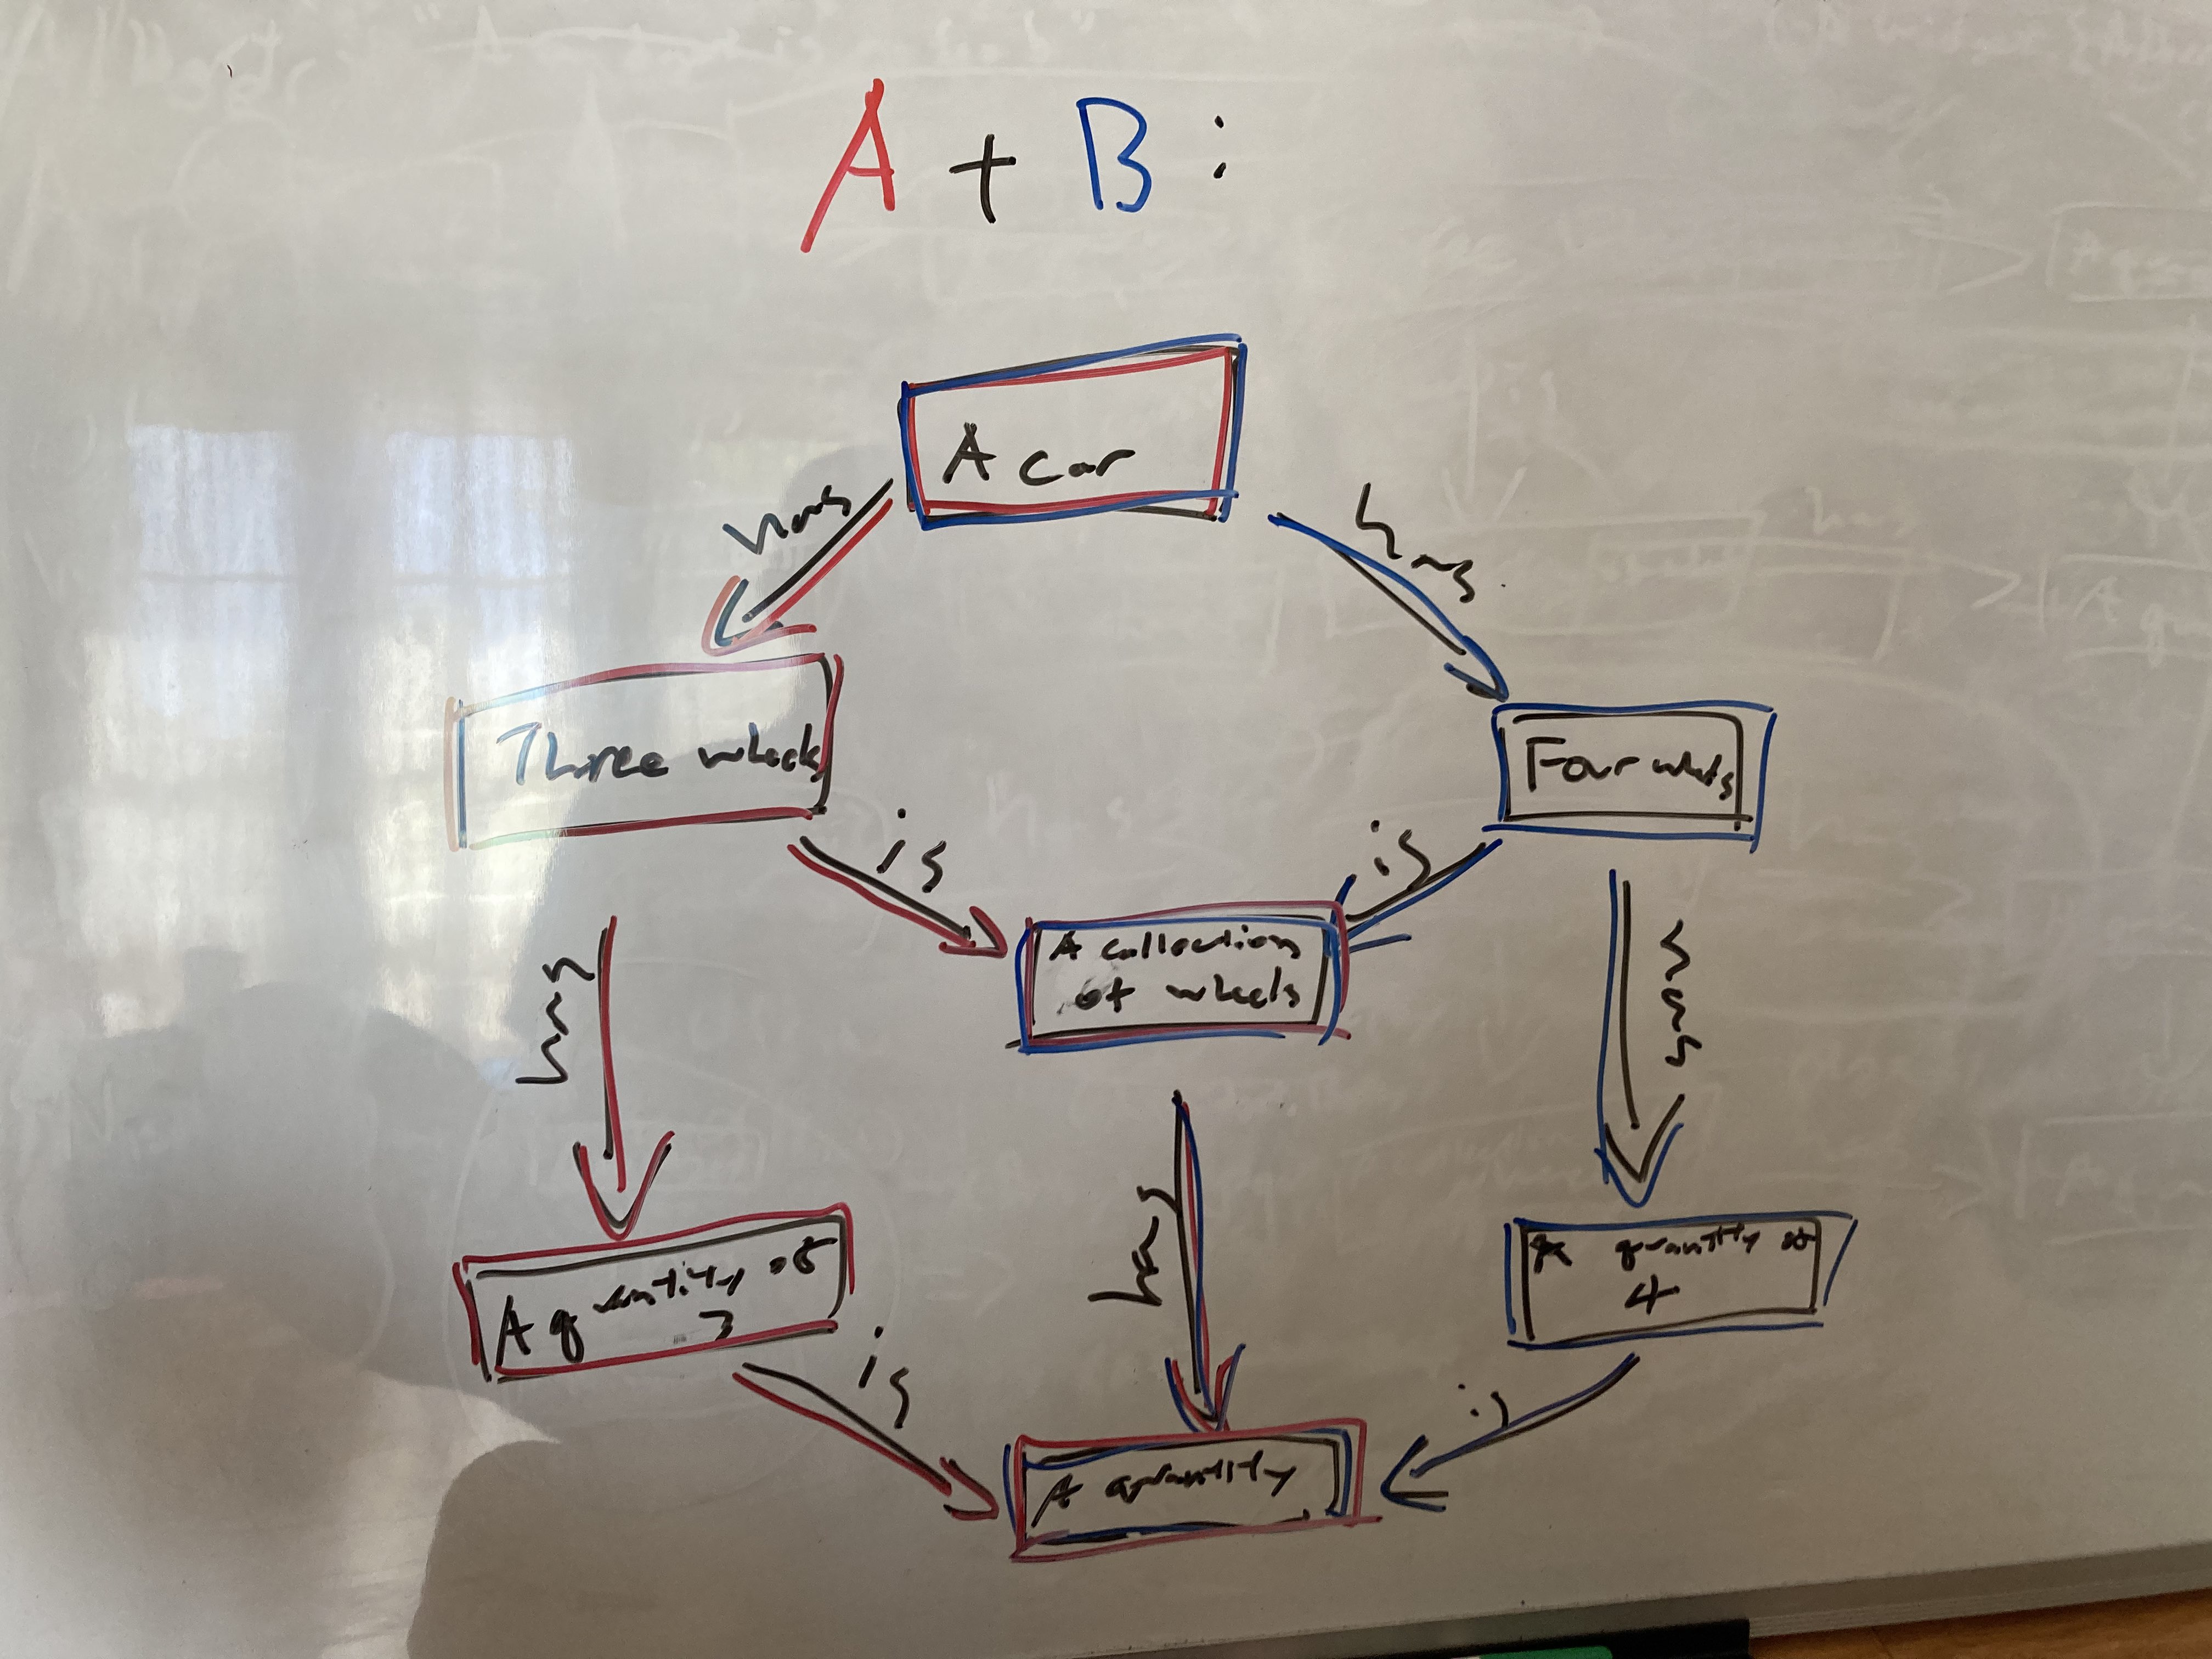 A + B :
A car
has
has
Three wheels
Four wheels
is
is
A collection
of wheels
has
has
has
A quantity of
3
A quantity of
4
is
is
A quantity